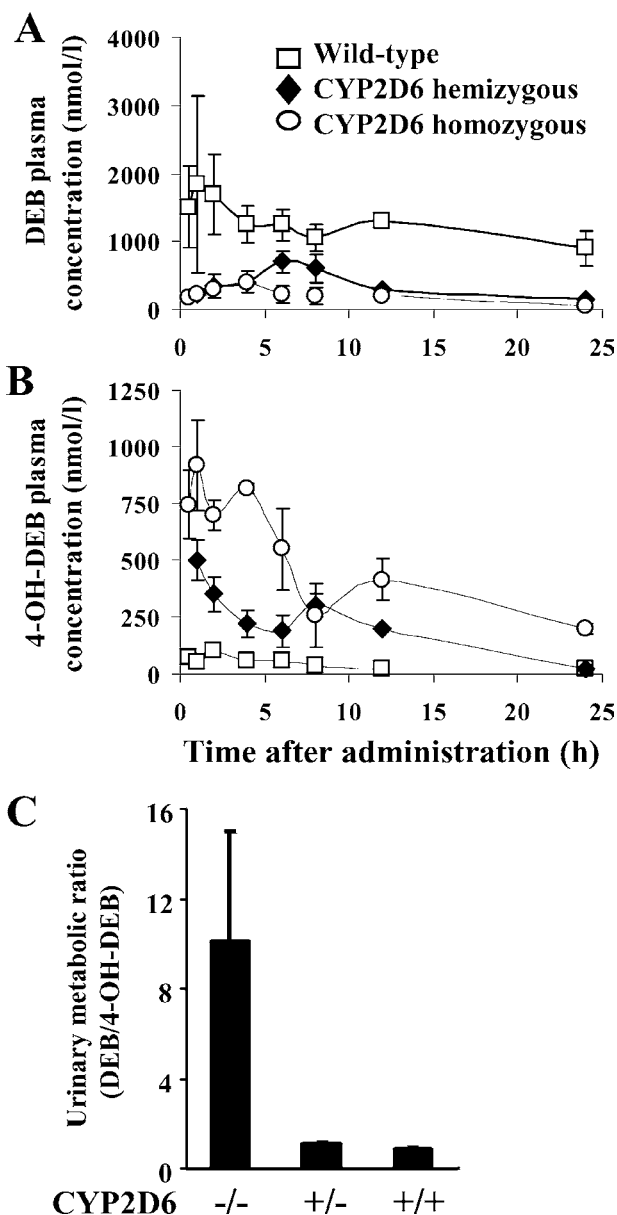 A
DEB plasma
concentration (nmol/l)
4000
3000
2000
1000
0
Wild-type
CYP2D6 hemizygous
CYP2D6 homozygous
0 5 10 15 20 25
B
4-OH-DEB plasma
concentration (nmol/l)
1250
1000
750
500
250
0
0 5 10 15 20 25
Time after administration (h)
C
Urinary metabolic ratio
(DEB/4-OH-DEB)
16
12
8
4
0
CYP2D6 -/- +/- +/+